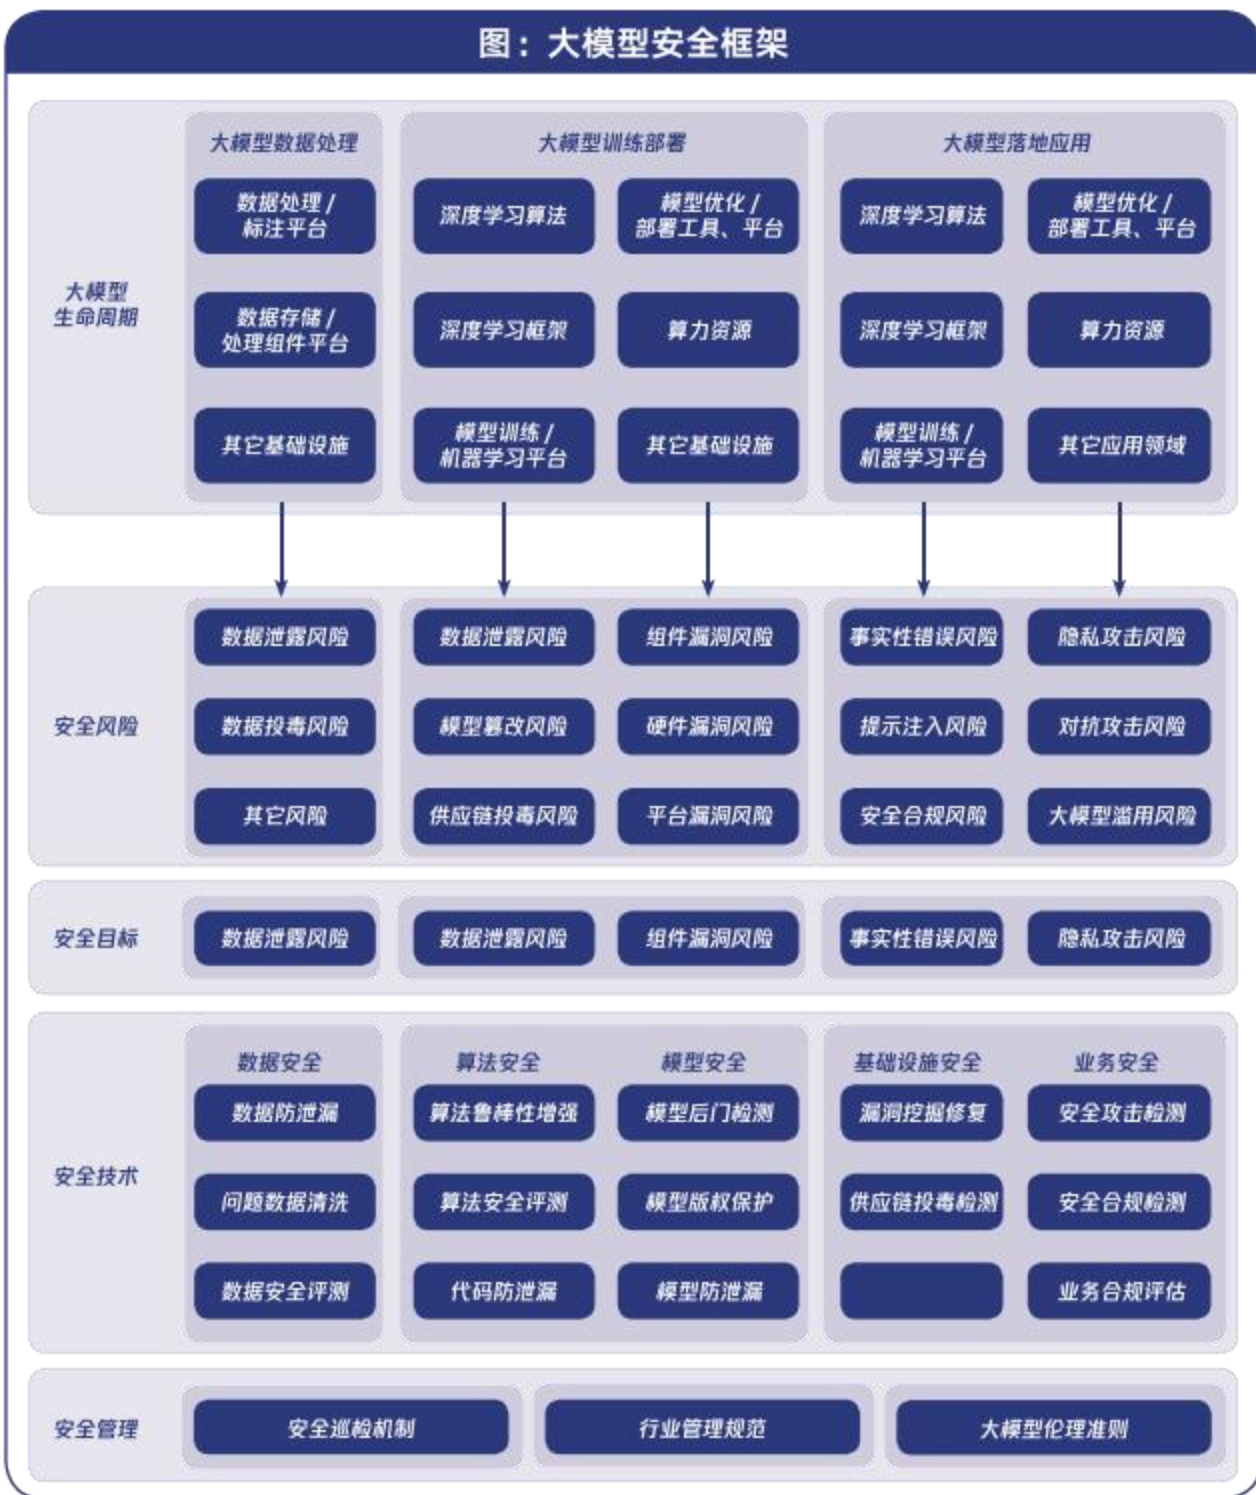 图：大模型安全框架
大模型数据处理
大模型训练部署
大模型落地应用
大模型
生命周期
数据处理 /
标注平台
深度学习算法
模型优化 /
部署工具、平台
深度学习算法
模型优化 /
部署工具、平台
数据存储 /
处理组件平台
深度学习框架
算力资源
深度学习框架
算力资源
其它基础设施
模型训练 /
机器学习平台
其它基础设施
模型训练 /
机器学习平台
其它应用领域
安全风险
数据泄露风险
数据泄露风险
组件漏洞风险
事实性错误风险
隐私攻击风险
数据投毒风险
模型篡改风险
硬件漏洞风险
提示注入风险
对抗攻击风险
其它风险
供应链投毒风险
平台漏洞风险
安全合规风险
大模型滥用风险
安全目标
数据泄露风险
数据泄露风险
组件漏洞风险
事实性错误风险
隐私攻击风险
安全技术
数据安全
算法安全
模型安全
基础设施安全
业务安全
数据防泄漏
算法鲁棒性增强
模型后门检测
漏洞挖掘修复
安全攻击检测
问题数据清洗
算法安全评测
模型版权保护
供应链投毒检测
安全合规检测
数据安全评测
代码防泄漏
模型防泄漏
业务合规评估
安全管理
安全巡检机制
行业管理规范
大模型伦理准则